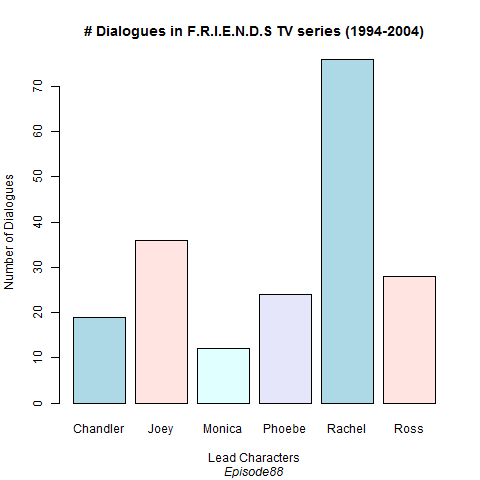 # Dialogues in F.R.I.E.N.D.S TV series (1994-2004)
Number of Dialogues
70
60
50
40
30
20
10
0
Chandler Joey Monica Phoebe Rachel Ross
Lead Characters
Episode88